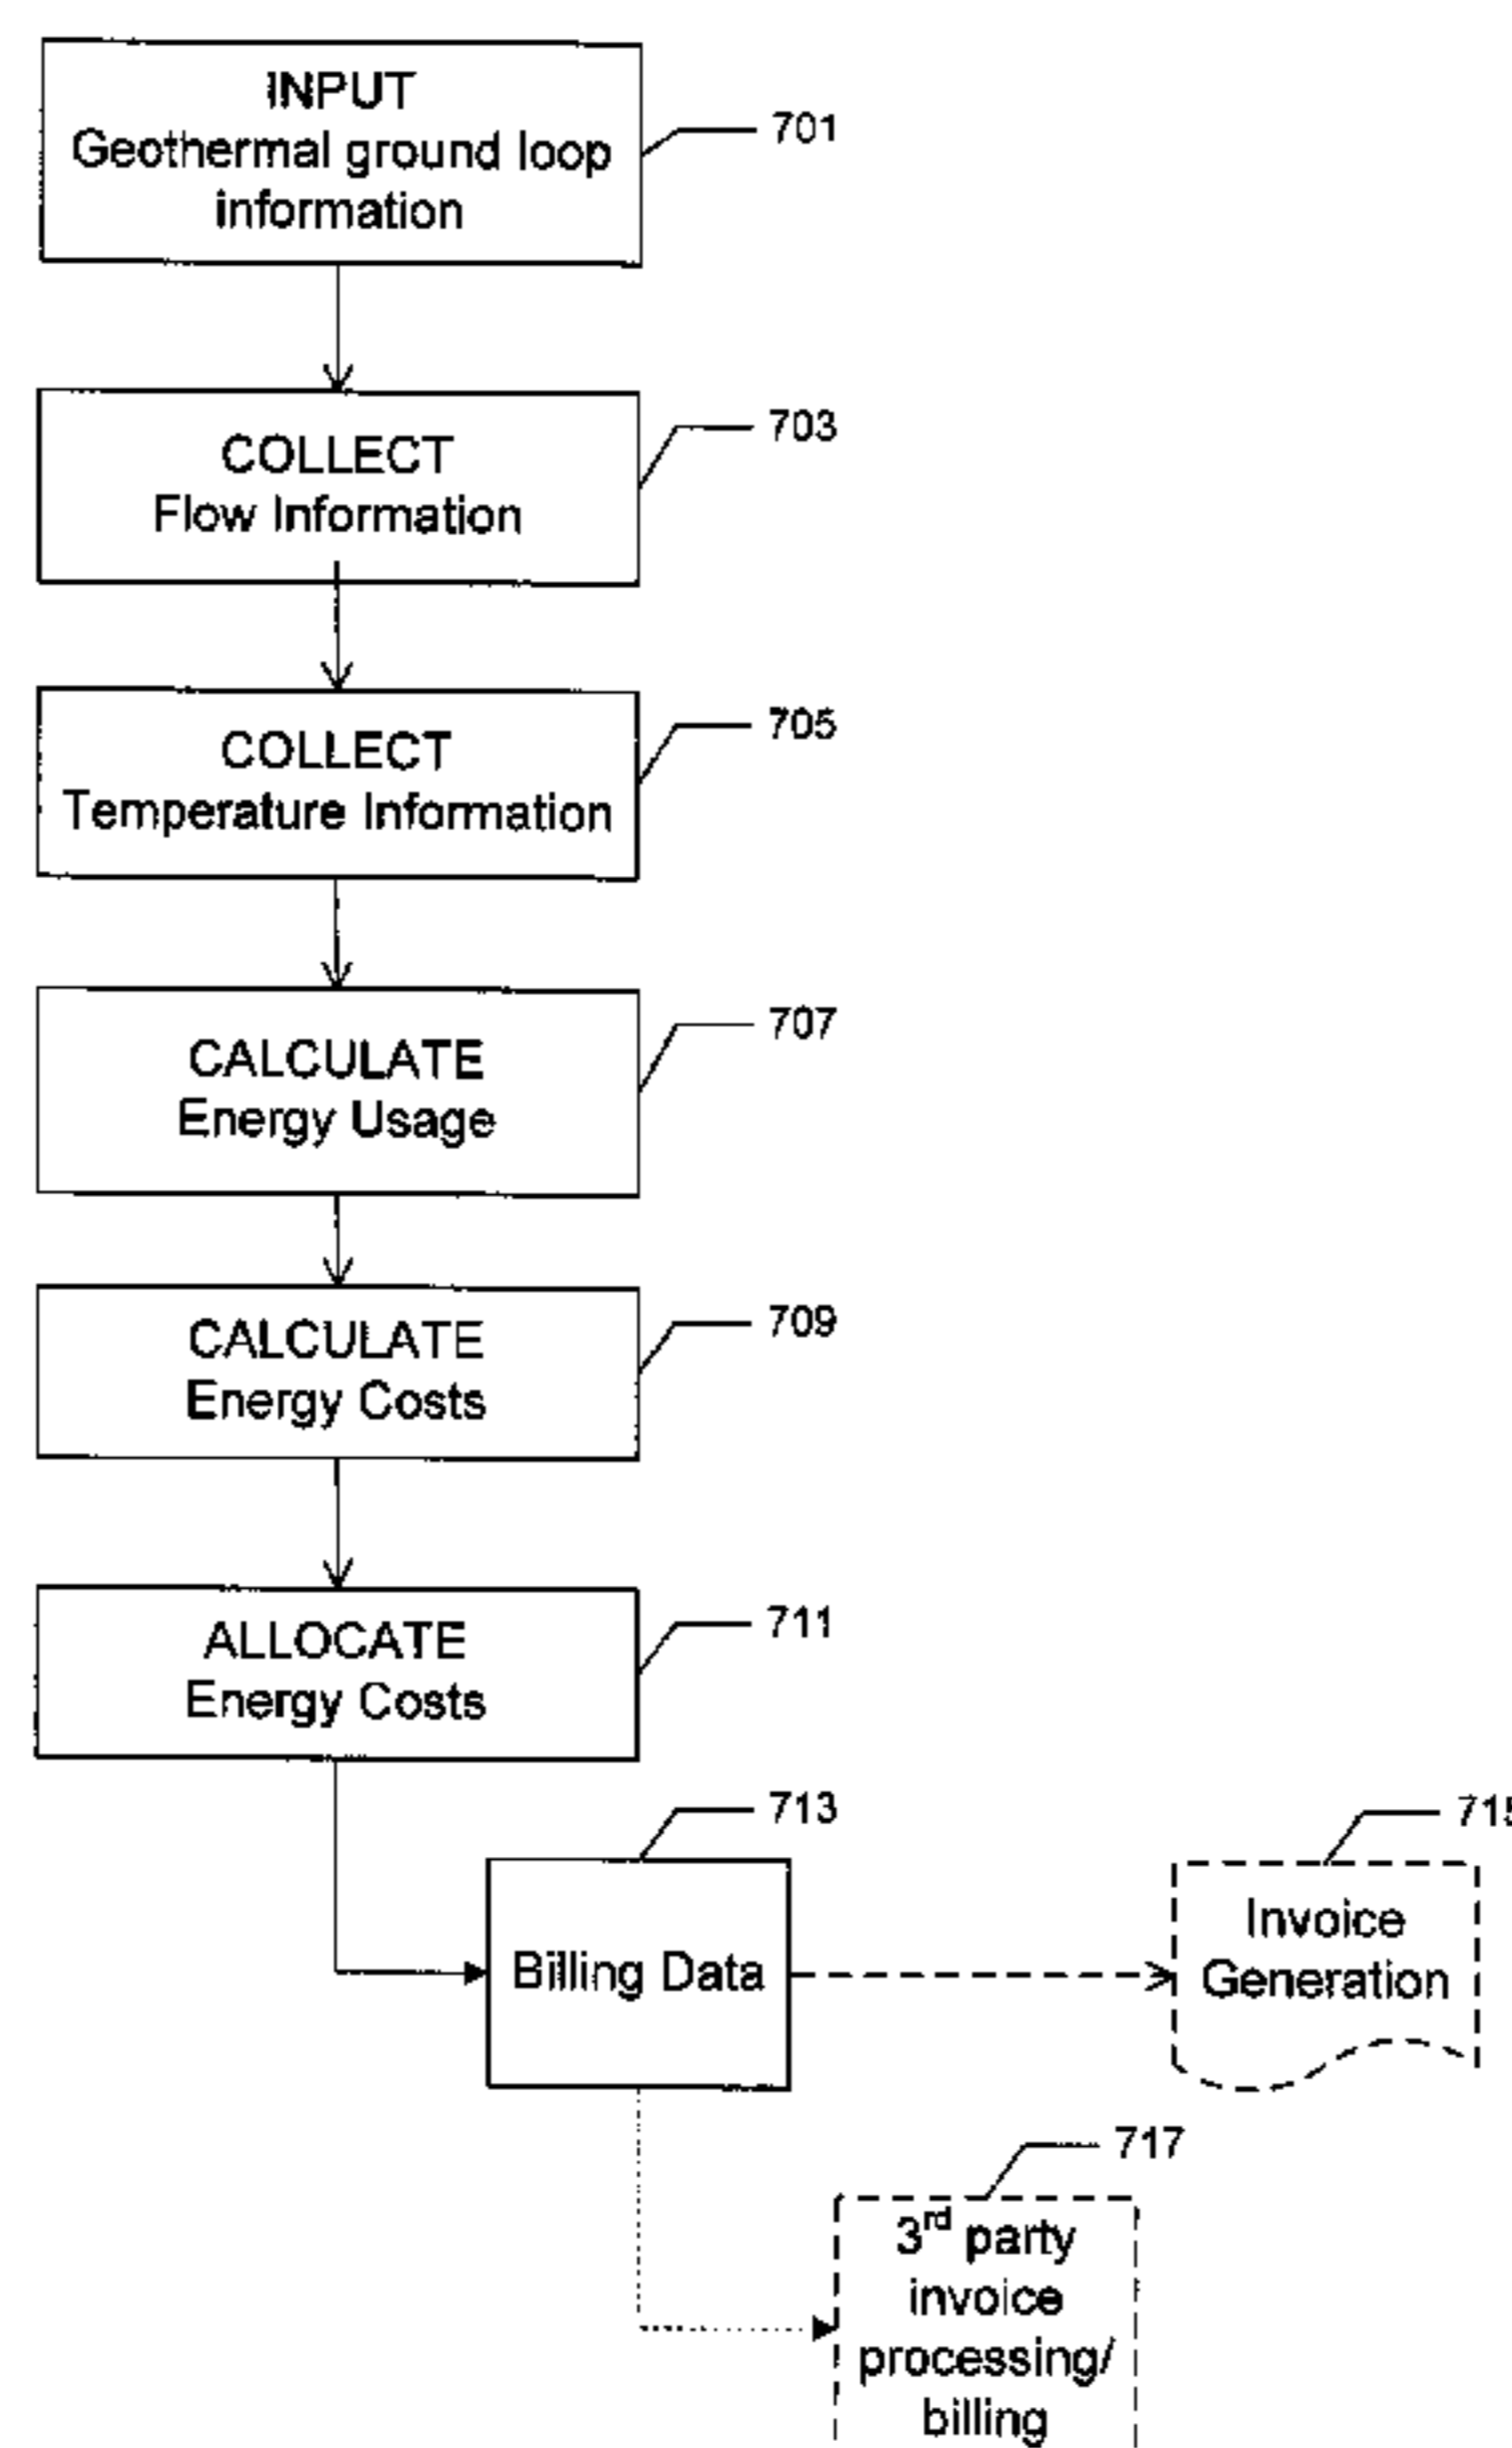 INPUT
Geothermal ground loop
information
701
COLLECT
Flow Information
703
COLLECT
Temperature Information
705
CALCULATE
Energy Usage
707
CALCULATE
Energy Costs
709
ALLOCATE
Energy Costs
711
713
Billing Data
715
Invoice
Generation
717
3rd party
invoice
processing/
billing